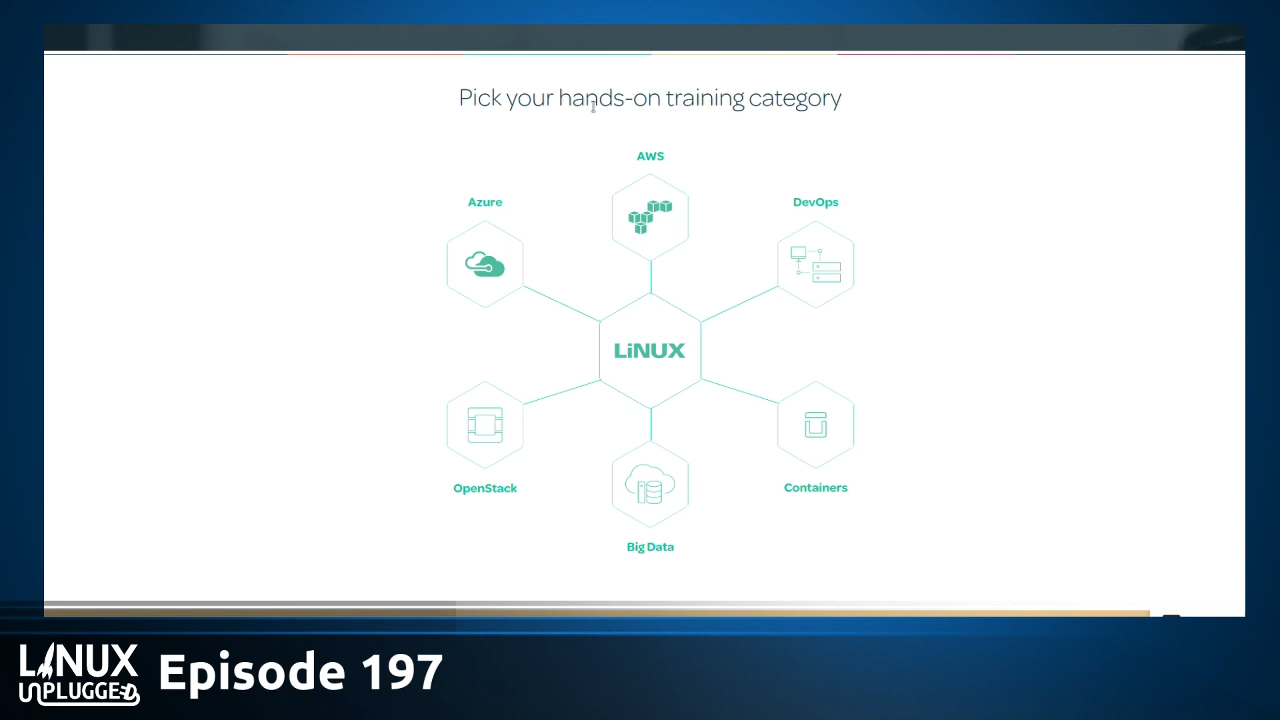 Pick your hands-on training category
AWS
Azure
DevOps
LiNUX
OpenStack
Containers
Big Data
LINUX
UNPLUGGED
Episode 197